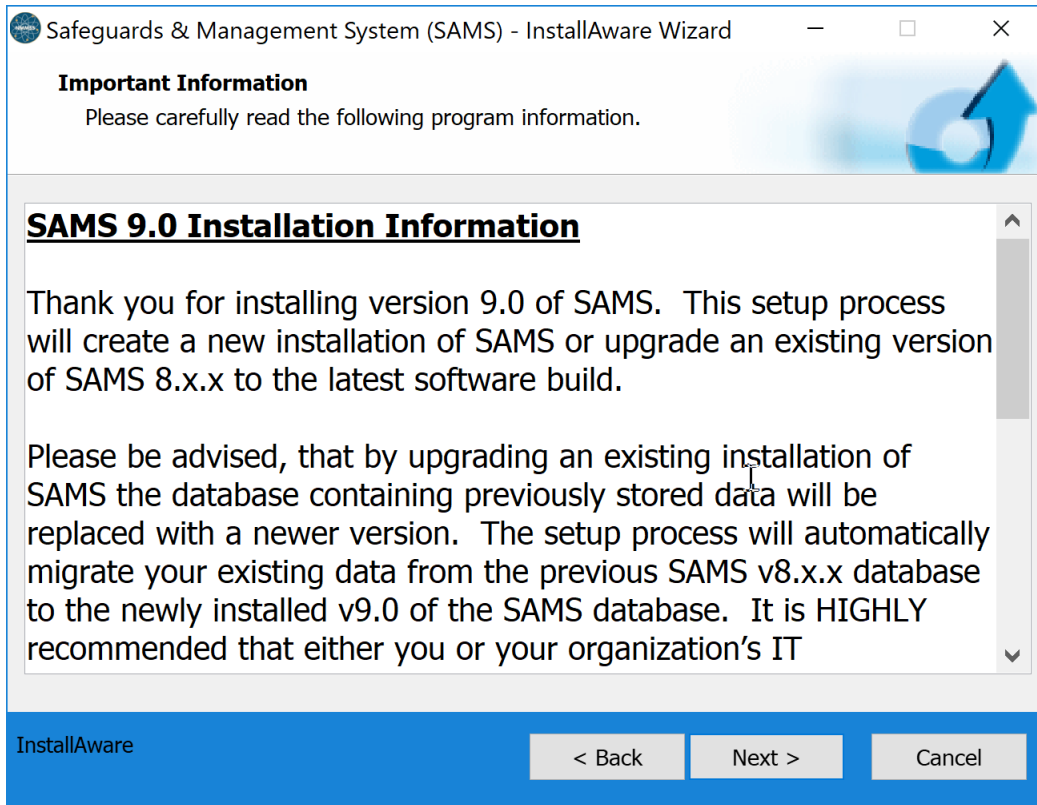 Safeguards & Management System (SAMS) - InstallAware Wizard
Important Information
Please carefully read the following program information.
SAMS 9.0 Installation Information
Thank you for installing version 9.0 of SAMS.  This setup process
will create a new installation of SAMS or upgrade an existing version
of SAMS 8.x.x to the latest software build.
Please be advised, that by upgrading an existing installation of
SAMS the database containing previously stored data will be
replaced with a newer version.  The setup process will automatically
migrate your existing data from the previous SAMS v8.x.x database
to the newly installed v9.0 of the SAMS database.  It is HIGHLY
recommended that either you or your organization’s IT
InstallAware
< Back
Next >
Cancel